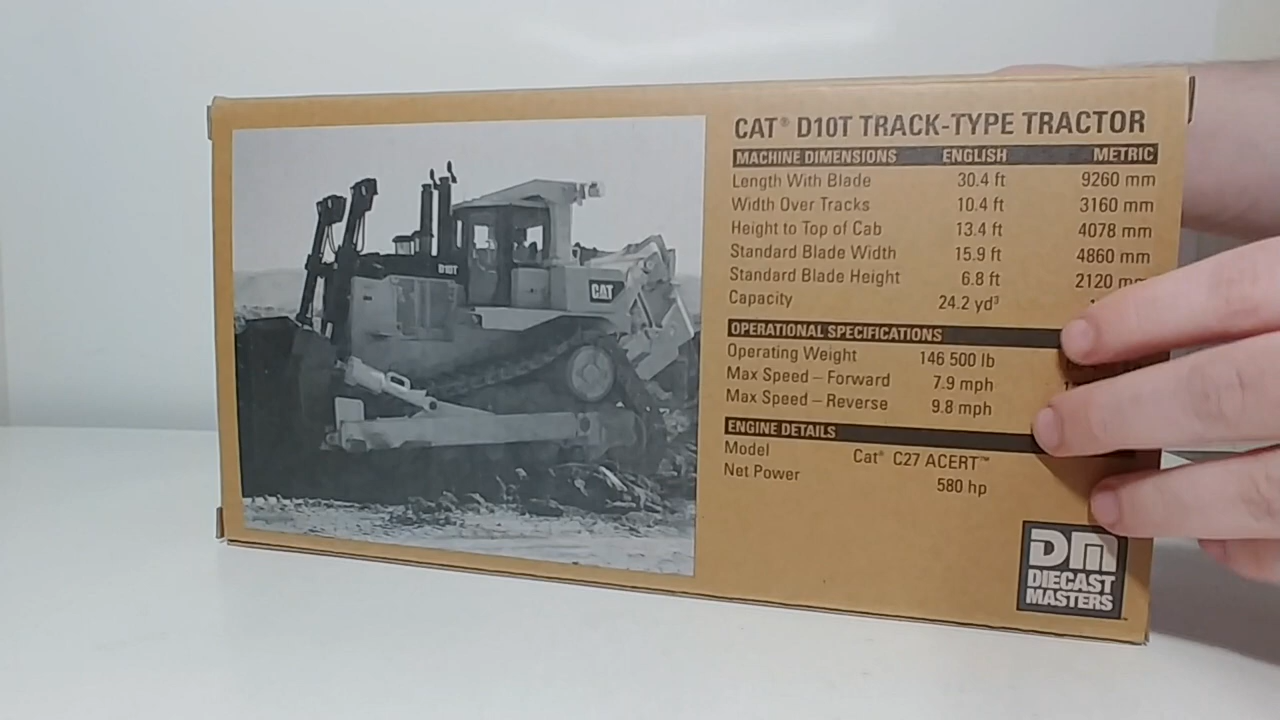 CAT® D10T TRACK-TYPE TRACTOR
MACHINE DIMENSIONS ENGLISH METRIC
Length With Blade 30.4 ft 9260 mm
Width Over Tracks 10.4 ft 3160 mm
Height to Top of Cab 13.4 ft 4078 mm
Standard Blade Width 15.9 ft 4860 mm
Standard Blade Height 6.8 ft 2120 mm
Capacity 24.2 yd³
OPERATIONAL SPECIFICATIONS
Operating Weight 146 500 lb
Max Speed – Forward 7.9 mph
Max Speed – Reverse 9.8 mph
ENGINE DETAILS
Model Cat® C27 ACERT™
Net Power 580 hp
D10T
CAT
DM
DIECAST
MASTERS